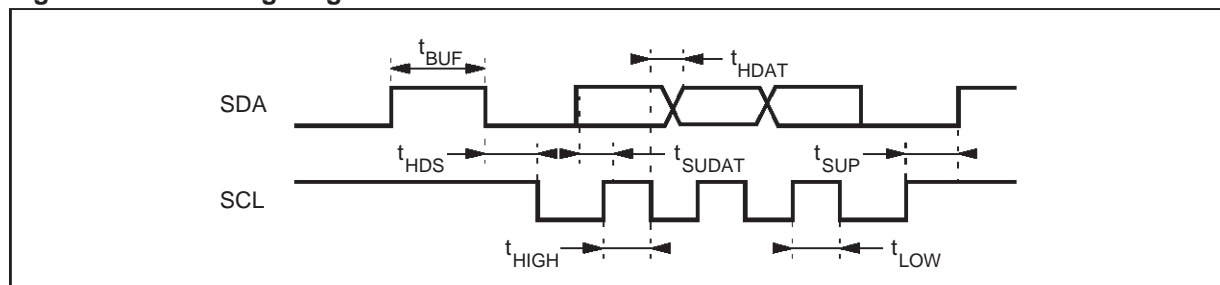 tBUF
tHDAT
SDA
tHDS
tSUDAT
tSUP
SCL
tHIGH
tLOW